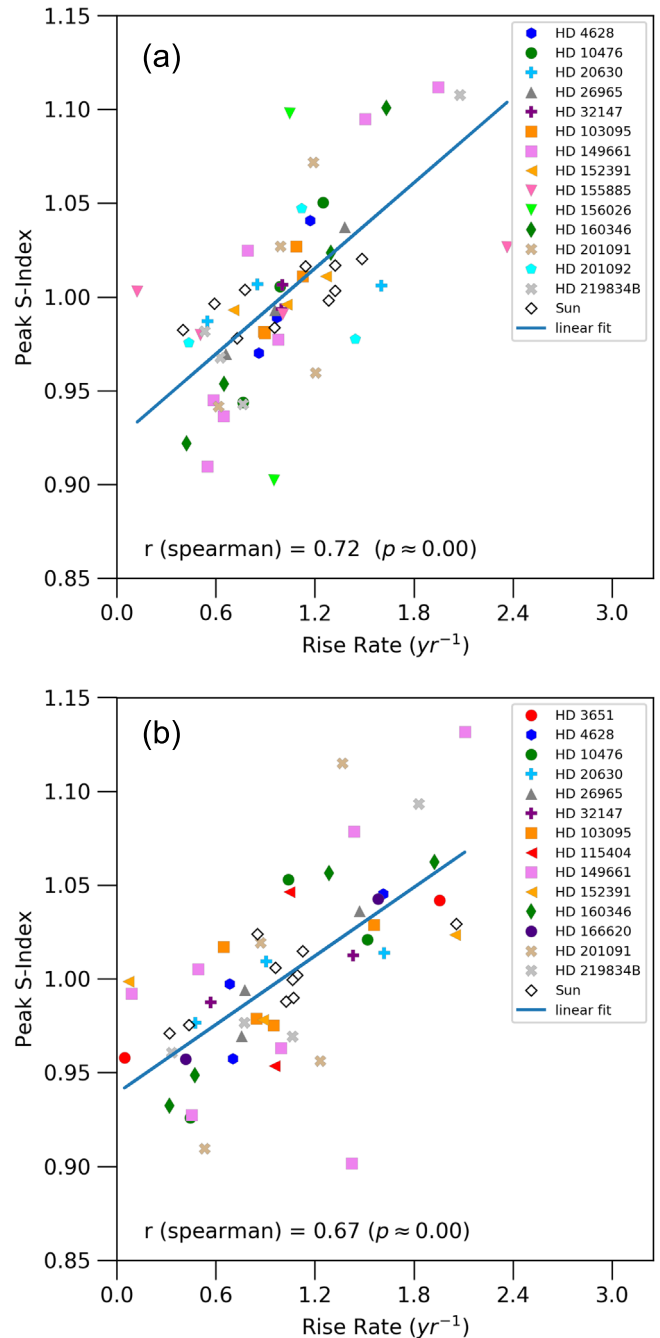 1.15
(a)
HD 4628
HD 10476
HD 20630
HD 26965
HD 32147
HD 103095
HD 149661
HD 152391
HD 155885
HD 156026
HD 160346
HD 201091
HD 201092
HD 219834B
Sun
linear fit
1.10
1.05
Peak S-Index
1.00
0.95
0.90
r (spearman) = 0.72 (p ≈ 0.00)
0.85
0.0 0.6 1.2 1.8 2.4 3.0
Rise Rate (yr⁻¹)
1.15
(b)
HD 3651
HD 4628
HD 10476
HD 20630
HD 26965
HD 32147
HD 103095
HD 115404
HD 149661
HD 152391
HD 160346
HD 166620
HD 201091
HD 219834B
Sun
linear fit
1.10
1.05
Peak S-Index
1.00
0.95
0.90
r (spearman) = 0.67 (p ≈ 0.00)
0.85
0.0 0.6 1.2 1.8 2.4 3.0
Rise Rate (yr⁻¹)